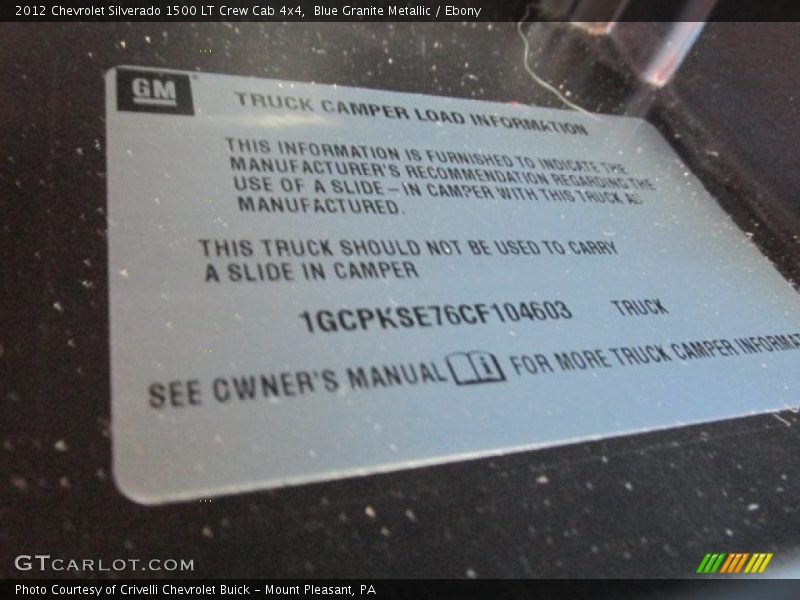 2012 Chevrolet Silverado 1500 LT Crew Cab 4x4, Blue Granite Metallic / Ebony
GM
TRUCK CAMPER LOAD INFORMATION
THIS INFORMATION IS FURNISHED TO INDICATE THE
MANUFACTURER'S RECOMMENDATION REGARDING THE
USE OF A SLIDE-IN CAMPER WITH THIS TRUCK AS
MANUFACTURED.
THIS TRUCK SHOULD NOT BE USED TO CARRY
A SLIDE IN CAMPER
1GCPKSE76CF104603 TRUCK
SEE OWNER'S MANUAL i FOR MORE TRUCK CAMPER INFORMA
GTCARLOT.COM
Photo Courtesy of Crivelli Chevrolet Buick - Mount Pleasant, PA